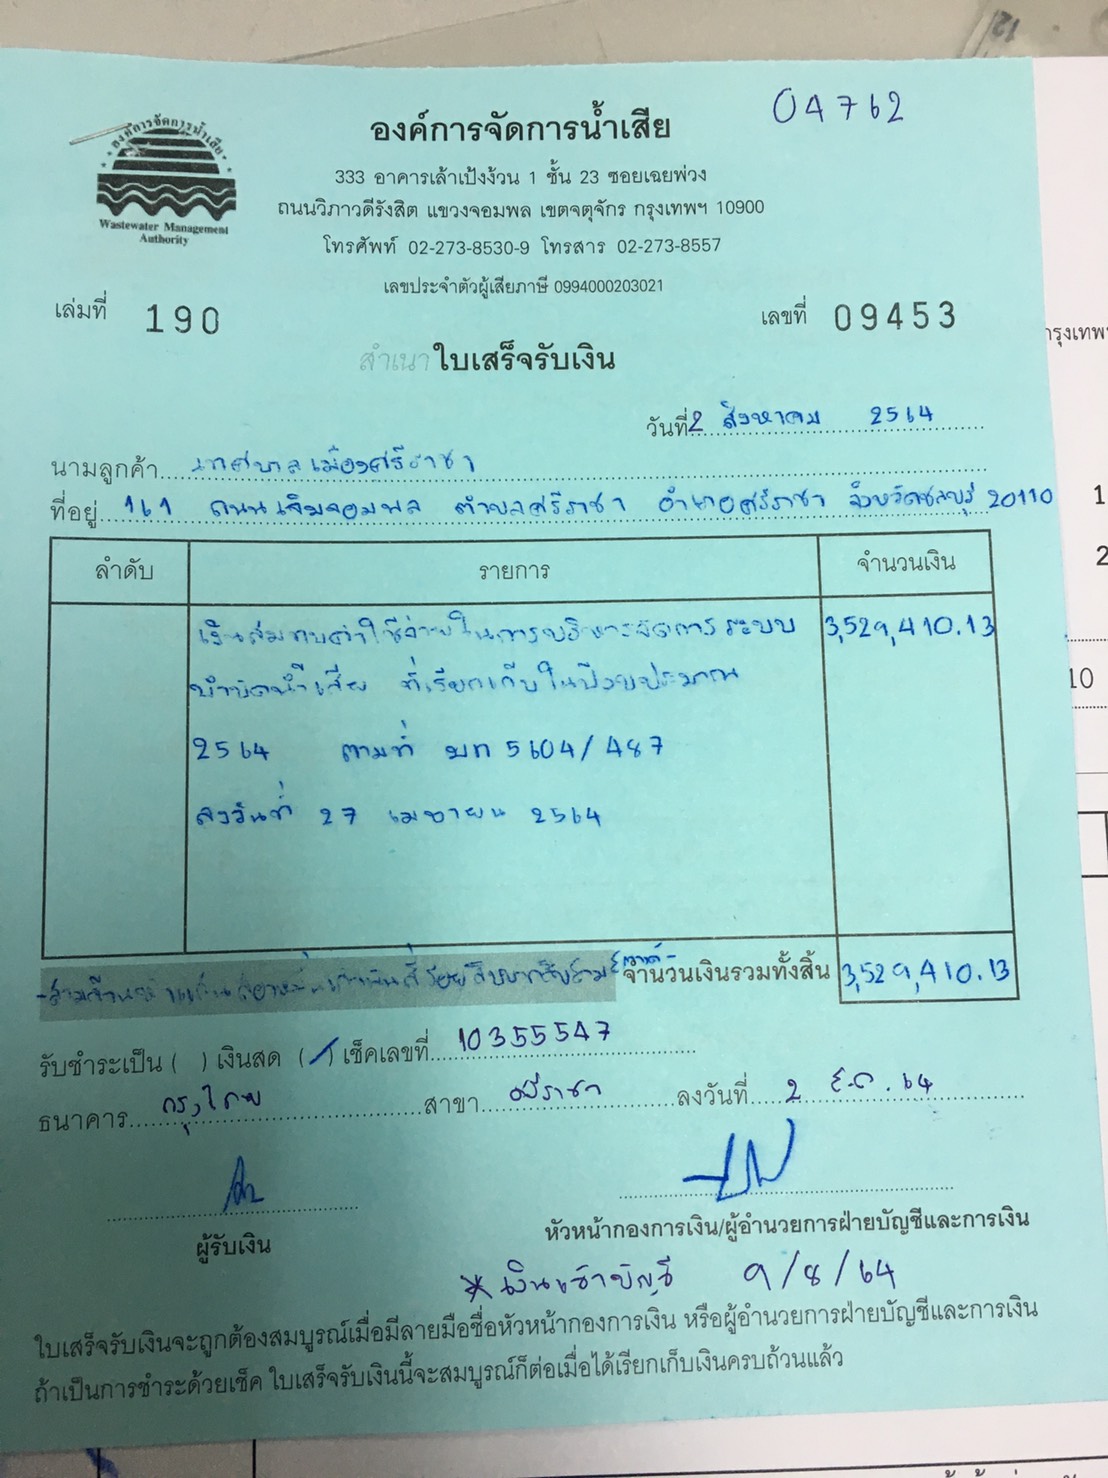 12
04762
องค์การจัดการน้ำเสีย
องค์การจัดการน้ำเสีย
Wastewater Management
Authority
333 อาคารเล้าเป้งง้วน 1 ชั้น 23 ซอยเฉยพ่วง
ถนนวิภาวดีรังสิต แขวงจอมพล เขตจตุจักร กรุงเทพฯ 10900
โทรศัพท์ 02-273-8530-9 โทรสาร 02-273-8557
เลขประจำตัวผู้เสียภาษี 0994000203021
เล่มที่ 190 เลขที่ 09453
สำเนา ใบเสร็จรับเงิน
วันที่ 2 สิงหาคม 2564
นามลูกค้า เทศบาลเมืองศรีราชา
ที่อยู่ 161 ถนนเจิมจอมพล ตำบลศรีราชา อำเภอศรีราชา จังหวัดชลบุรี 20110
ลำดับ รายการ จำนวนเงิน
เงินสมทบค่าใช้จ่ายในการบริหารจัดการระบบ 3,529,410.13
บำบัดน้ำเสีย ที่เรียกเก็บในปีงบประมาณ
2564 ตามที่ มท 5604/487
ลงวันที่ 27 เมษายน 2564
-สามล้านห้าแสนสองหมื่นเก้าพันสี่ร้อยสิบบาทสิบสามสตางค์- จำนวนเงินรวมทั้งสิ้น 3,529,410.13
รับชำระเป็น ( ) เงินสด (/) เช็คเลขที่ 10355547
ธนาคาร กรุงไทย สาขา ศรีราชา ลงวันที่ 2 ส.ค. 64
ผู้รับเงิน หัวหน้ากองการเงิน/ผู้อำนวยการฝ่ายบัญชีและการเงิน
* เงินเข้าบัญชี 9/8/64
ใบเสร็จรับเงินจะถูกต้องสมบูรณ์เมื่อมีลายมือชื่อหัวหน้ากองการเงิน หรือผู้อำนวยการฝ่ายบัญชีและการเงิน
ถ้าเป็นการชำระด้วยเช็ค ใบเสร็จรับเงินนี้จะสมบูรณ์ก็ต่อเมื่อได้เรียกเก็บเงินครบถ้วนแล้ว